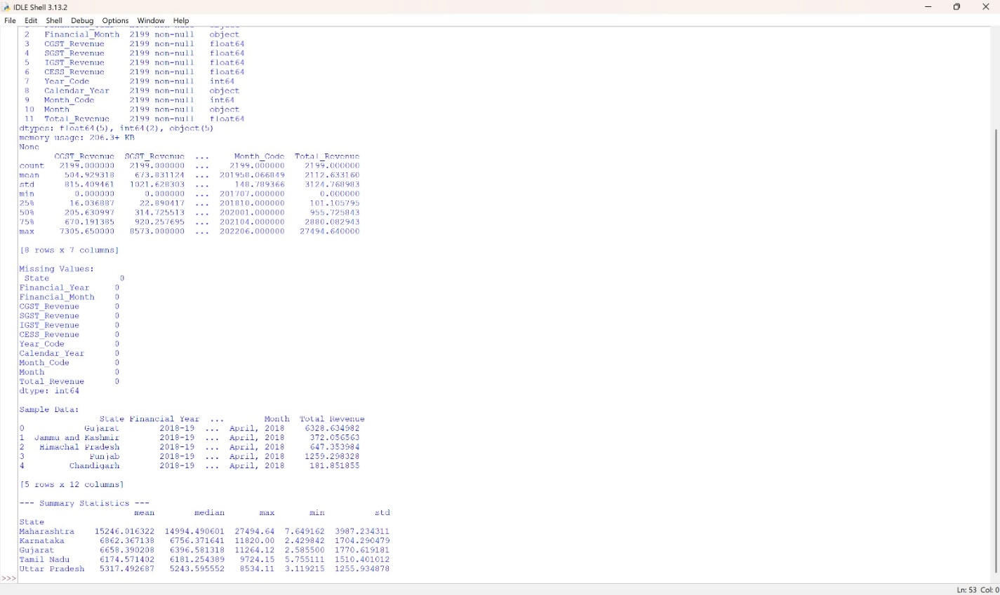 IDLE Shell 3.13.2
File Edit Shell Debug Options Window Help
2 Financial_Month 2199 non-null object
3 CGST_Revenue 2199 non-null float64
4 SGST_Revenue 2199 non-null float64
5 IGST_Revenue 2199 non-null float64
6 CESS_Revenue 2199 non-null float64
7 Year_Code 2199 non-null int64
8 Calendar_Year 2199 non-null object
9 Month_Code 2199 non-null int64
10 Month 2199 non-null object
11 Total_Revenue 2199 non-null float64
dtypes: float64(5), int64(2), object(5)
memory usage: 206.3+ KB
None
CGST_Revenue SGST_Revenue ... Month_Code Total_Revenue
count 2199.000000 2199.000000 ... 2199.000000 2199.000000
mean 504.929318 673.831124 ... 201958.066849 2112.633160
std 815.409461 1021.628303 ... 148.789366 3124.768983
min 0.000000 0.000000 ... 201707.000000 0.000000
25% 16.036887 22.890417 ... 201810.000000 101.105795
50% 205.630997 314.725513 ... 202001.000000 955.725843
75% 670.191385 920.257695 ... 202104.000000 2880.082943
max 7305.650000 8573.000000 ... 202206.000000 27494.640000
[8 rows x 7 columns]
Missing Values:
State 0
Financial_Year 0
Financial_Month 0
CGST_Revenue 0
SGST_Revenue 0
IGST_Revenue 0
CESS_Revenue 0
Year_Code 0
Calendar_Year 0
Month_Code 0
Month 0
Total_Revenue 0
dtype: int64
Sample Data:
State Financial_Year ... Month Total_Revenue
0 Gujarat 2018-19 ... April, 2018 6328.634982
1 Jammu and Kashmir 2018-19 ... April, 2018 372.056563
2 Himachal Pradesh 2018-19 ... April, 2018 647.353984
3 Punjab 2018-19 ... April, 2018 1259.298328
4 Chandigarh 2018-19 ... April, 2018 181.851855
[5 rows x 12 columns]
--- Summary Statistics ---
mean median max min std
State
Maharashtra 15246.016322 14994.490601 27494.64 7.649162 3987.234311
Karnataka 6862.367138 6756.371641 11820.00 2.429842 1704.290479
Gujarat 6658.390208 6396.581318 11264.12 2.585500 1770.619181
Tamil Nadu 6174.571402 6181.254389 9724.15 5.755111 1510.401012
Uttar Pradesh 5317.492687 5243.595552 8534.11 3.119215 1255.934878
>>>
Ln: 53 Col: 0